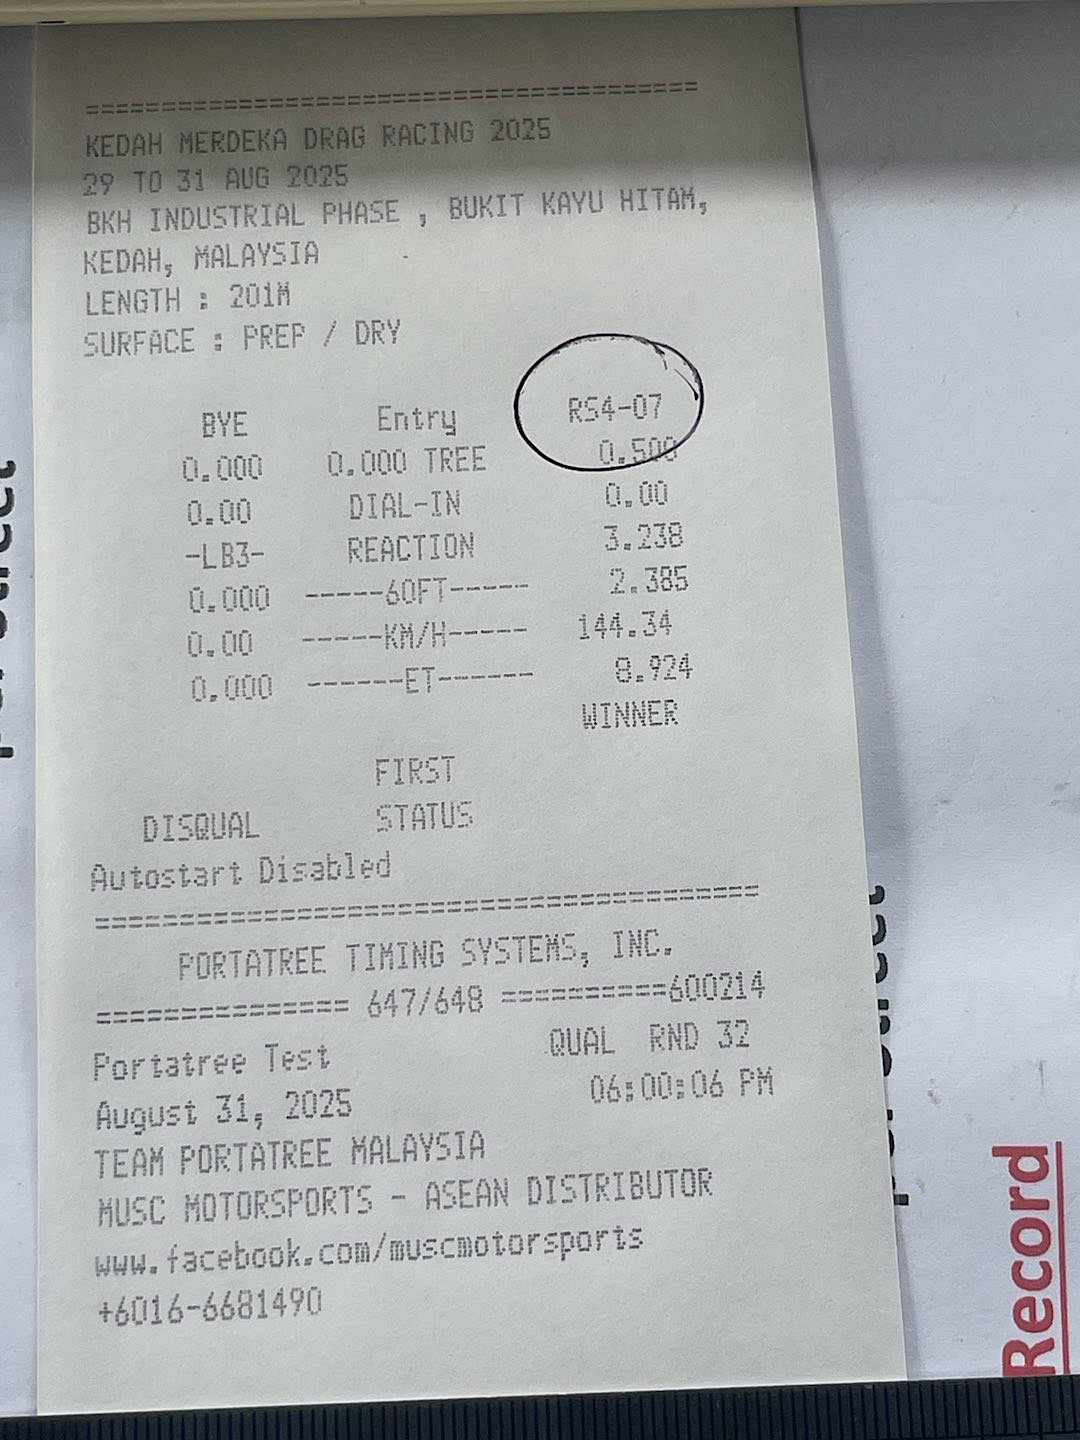 =======================================
KEDAH MERDEKA DRAG RACING 2025
29 TO 31 AUG 2025
BKH INDUSTRIAL PHASE , BUKIT KAYU HITAM,
KEDAH, MALAYSIA
LENGTH : 201M
SURFACE : PREP / DRY
BYE Entry RS4-07
0.000 0.000 TREE 0.500
0.00 DIAL-IN 0.00
-LB3- REACTION 3.238
0.000 -----60FT----- 2.385
0.00 -----KM/H----- 144.34
0.000 ------ET------ 8.924
WINNER
FIRST
DISQUAL STATUS
Autostart Disabled
=======================================
PORTATREE TIMING SYSTEMS, INC.
=============== 647/648 ==========600214
Portatree Test QUAL RND 32
August 31, 2025 06:00:06 PM
TEAM PORTATREE MALAYSIA
MUSC MOTORSPORTS - ASEAN DISTRIBUTOR
www.facebook.com/muscmotorsports
+6016-6681490
Record